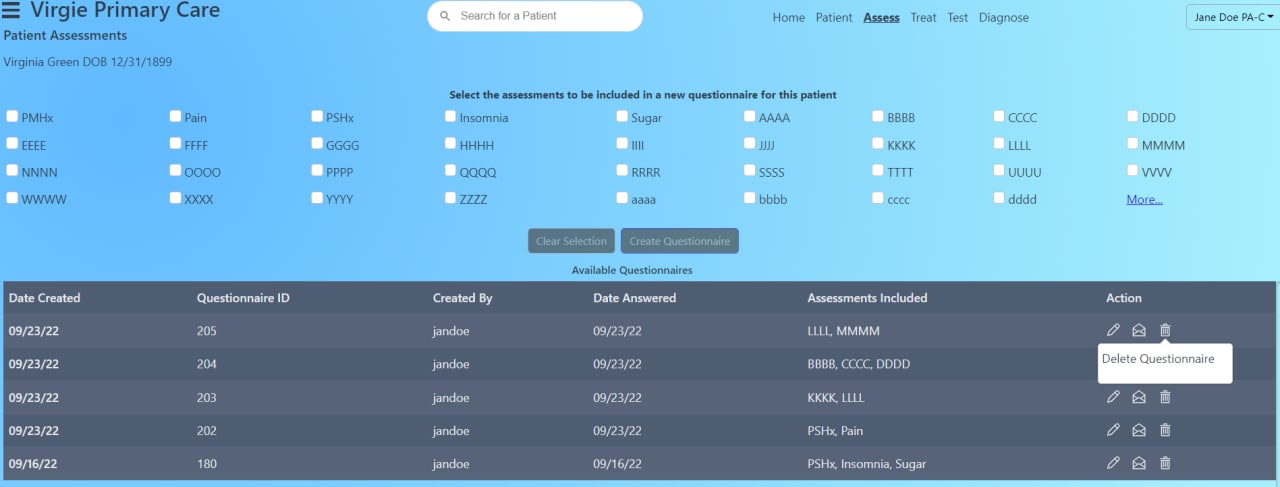 Virgie Primary Care
Search for a Patient
Home Patient Assess Treat Test Diagnose
Jane Doe PA-C
Patient Assessments
Virginia Green DOB 12/31/1899
Select the assessments to be included in a new questionnaire for this patient
PMHx Pain PSHx Insomnia Sugar AAAA BBBB CCCC DDDD
EEEE FFFF GGGG HHHH IIII JJJJ KKKK LLLL MMMM
NNNN OOOO PPPP QQQQ RRRR SSSS TTTT UUUU VVVV
WWWW XXXX YYYY ZZZZ aaaa bbbb cccc dddd More...
Clear Selection Create Questionnaire
Available Questionnaires
Date Created Questionnaire ID Created By Date Answered Assessments Included Action
09/23/22 205 jandoe 09/23/22 LLLL, MMMM
Delete Questionnaire
09/23/22 204 jandoe 09/23/22 BBBB, CCCC, DDDD
09/23/22 203 jandoe 09/23/22 KKKK, LLLL
09/23/22 202 jandoe 09/23/22 PSHx, Pain
09/16/22 180 jandoe 09/16/22 PSHx, Insomnia, Sugar